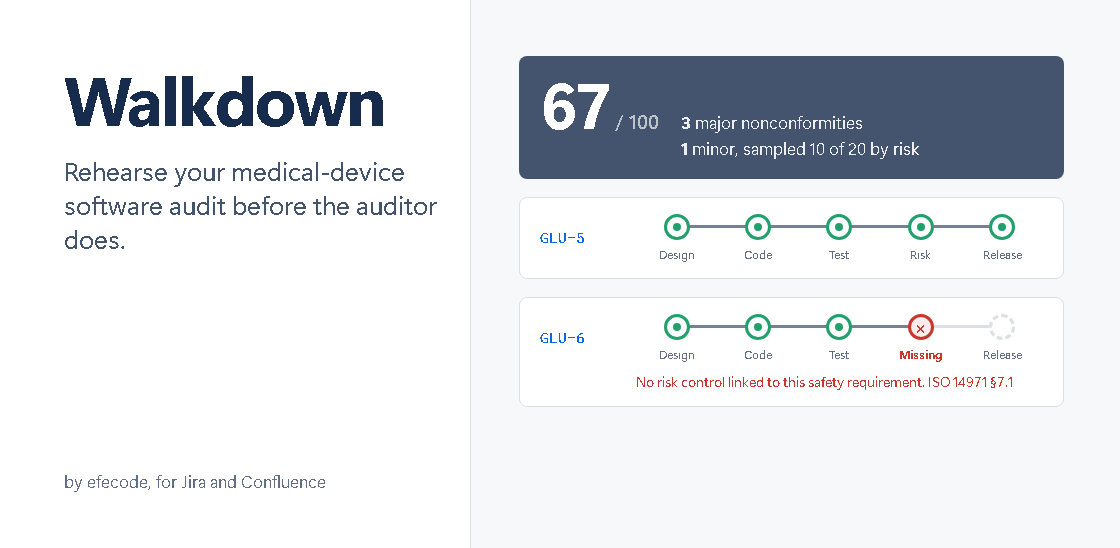 Walkdown
Rehearse your medical-device
software audit before the auditor
does.
by efecode, for Jira and Confluence
67 / 100
3 major nonconformities
1 minor, sampled 10 of 20 by risk
GLU-5
Design Code Test Risk Release
GLU-6
Design Code Test Missing Release
No risk control linked to this safety requirement. ISO 14971 §7.1